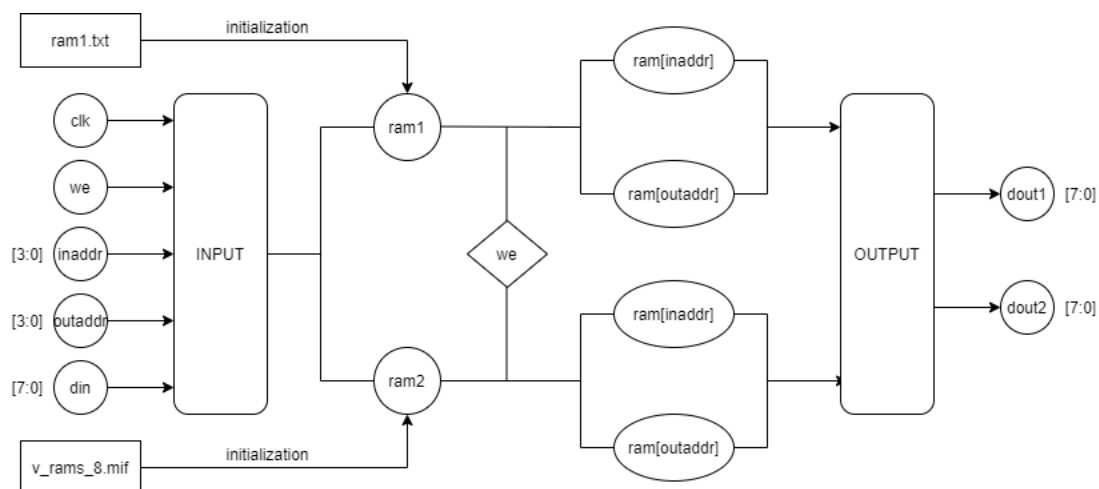 ram1.txt
initialization
clk
we
[3:0]
inaddr
[3:0]
outaddr
[7:0]
din
v_rams_8.mif
initialization
INPUT
ram1
ram2
we
ram[inaddr]
ram[outaddr]
ram[inaddr]
ram[outaddr]
OUTPUT
dout1
[7:0]
dout2
[7:0]